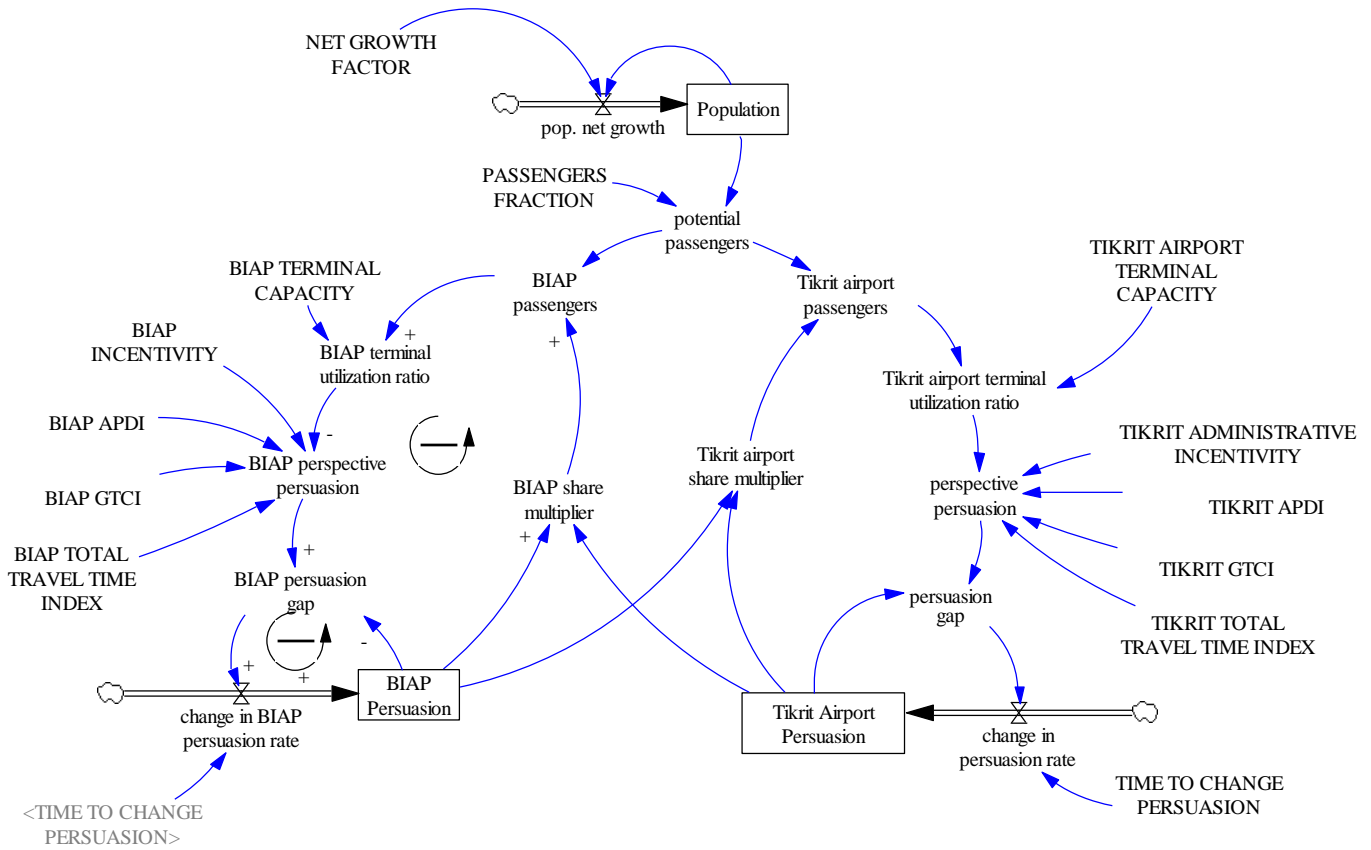 NET GROWTH
FACTOR
Population
pop. net growth
PASSENGERS
FRACTION
potential
passengers
BIAP TERMINAL
CAPACITY
BIAP
passengers
Tikrit airport
passengers
TIKRIT AIRPORT
TERMINAL
CAPACITY
BIAP
INCENTIVITY
+
BIAP terminal
utilization ratio
+
Tikrit airport terminal
utilization ratio
BIAP APDI
-
BIAP perspective
persuasion
Tikrit airport
share multiplier
TIKRIT ADMINISTRATIVE
INCENTIVITY
BIAP GTCI
BIAP share
multiplier
perspective
persuasion
TIKRIT APDI
BIAP TOTAL
TRAVEL TIME
INDEX
+
+
TIKRIT GTCI
BIAP persuasion
gap
persuasion
gap
TIKRIT TOTAL
TRAVEL TIME INDEX
-
+
+
BIAP
Persuasion
change in BIAP
persuasion rate
Tikrit Airport
Persuasion
change in
persuasion rate
<TIME TO CHANGE
PERSUASION>
TIME TO CHANGE
PERSUASION